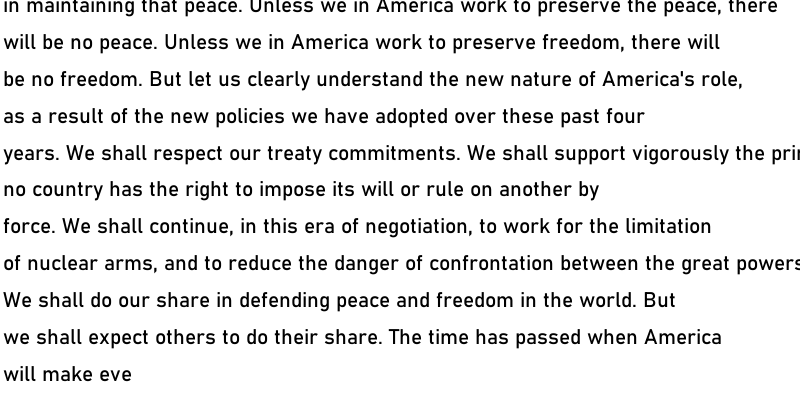 in maintaining that peace. Unless we in America work to preserve the peace, there
will be no peace. Unless we in America work to preserve freedom, there will
be no freedom. But let us clearly understand the new nature of America's role,
as a result of the new policies we have adopted over these past four
years. We shall respect our treaty commitments. We shall support vigorously the
no country has the right to impose its will or rule on another by
force. We shall continue, in this era of negotiation, to work for the limitation
of nuclear arms, and to reduce the danger of confrontation between the great powers
We shall do our share in defending peace and freedom in the world. But
we shall expect others to do their share. The time has passed when America
will make eve